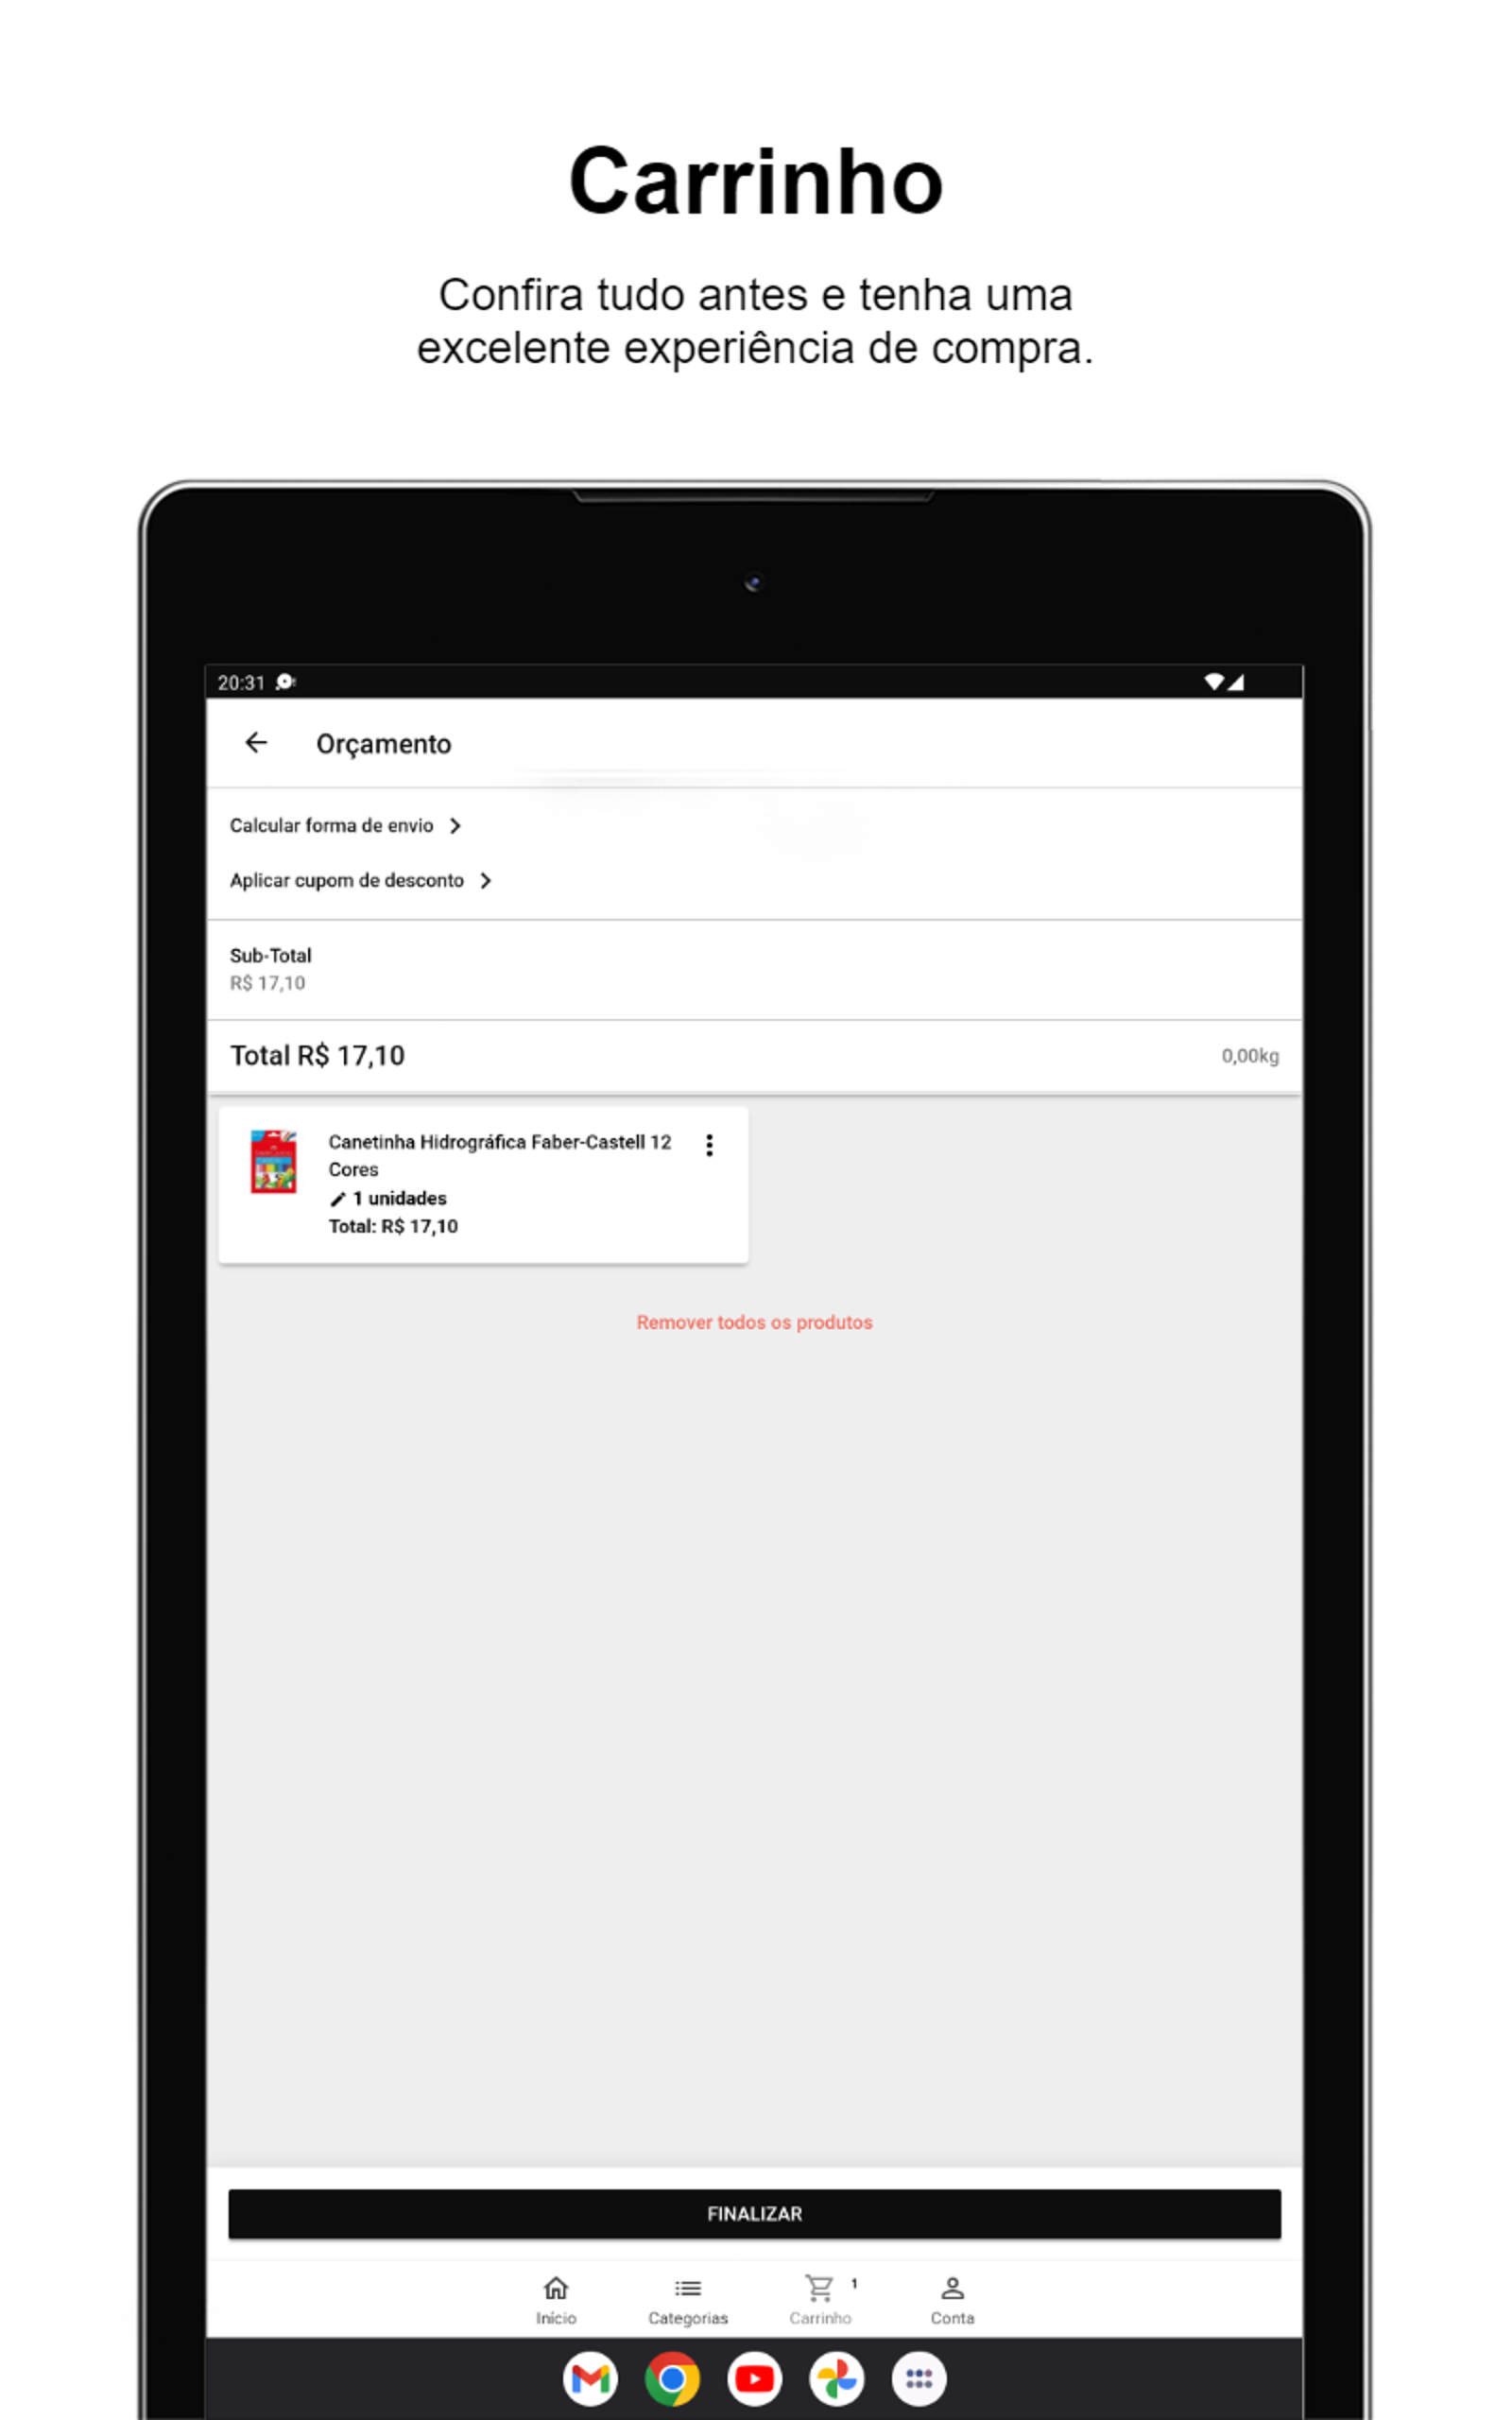 Carrinho
Confira tudo antes e tenha uma
excelente experiência de compra.
20:31
Orçamento
Calcular forma de envio
Aplicar cupom de desconto
Sub-Total
R$ 17,10
Total R$ 17,10
0,00kg
Canetinha Hidrográfica Faber-Castell 12
Cores
1 unidades
Total: R$ 17,10
Remover todos os produtos
FINALIZAR
Início
Categorias
1
Carrinho
Conta